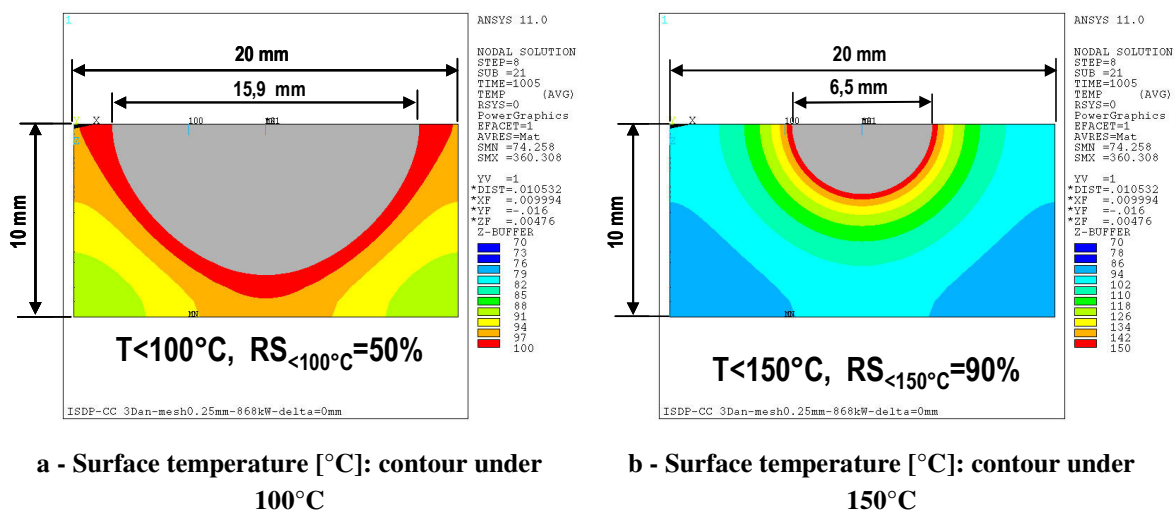 1
ANSYS 11.0
20 mm
15,9 mm
10 mm
Y
X
100
NODAL SOLUTION
STEP=8
SUB =21
TIME=1005
TEMP (AVG)
RSYS=0
PowerGraphics
EFACET=1
AVRES=Mat
SMN =74.258
SMX =360.308
YV =1
*DIST=.010532
*XF =.009994
*YF =-.016
*ZF =.00476
Z-BUFFER
70
73
76
79
82
85
88
91
94
97
100
MN
T<100°C, RS<100°C=50%
ISDP-CC 3Dan-mesh0.25mm-868kW-delta=0mm
a - Surface temperature [°C]: contour under
100°C
1
ANSYS 11.0
20 mm
6,5 mm
10 mm
Y
X
100
NODAL SOLUTION
STEP=8
SUB =21
TIME=1005
TEMP (AVG)
RSYS=0
PowerGraphics
EFACET=1
AVRES=Mat
SMN =74.258
SMX =360.308
YV =1
*DIST=.010532
*XF =.009994
*YF =-.016
*ZF =.00476
Z-BUFFER
70
78
86
94
102
110
118
126
134
142
150
MN
T<150°C, RS<150°C=90%
ISDP-CC 3Dan-mesh0.25mm-868kW-delta=0mm
b - Surface temperature [°C]: contour under
150°C